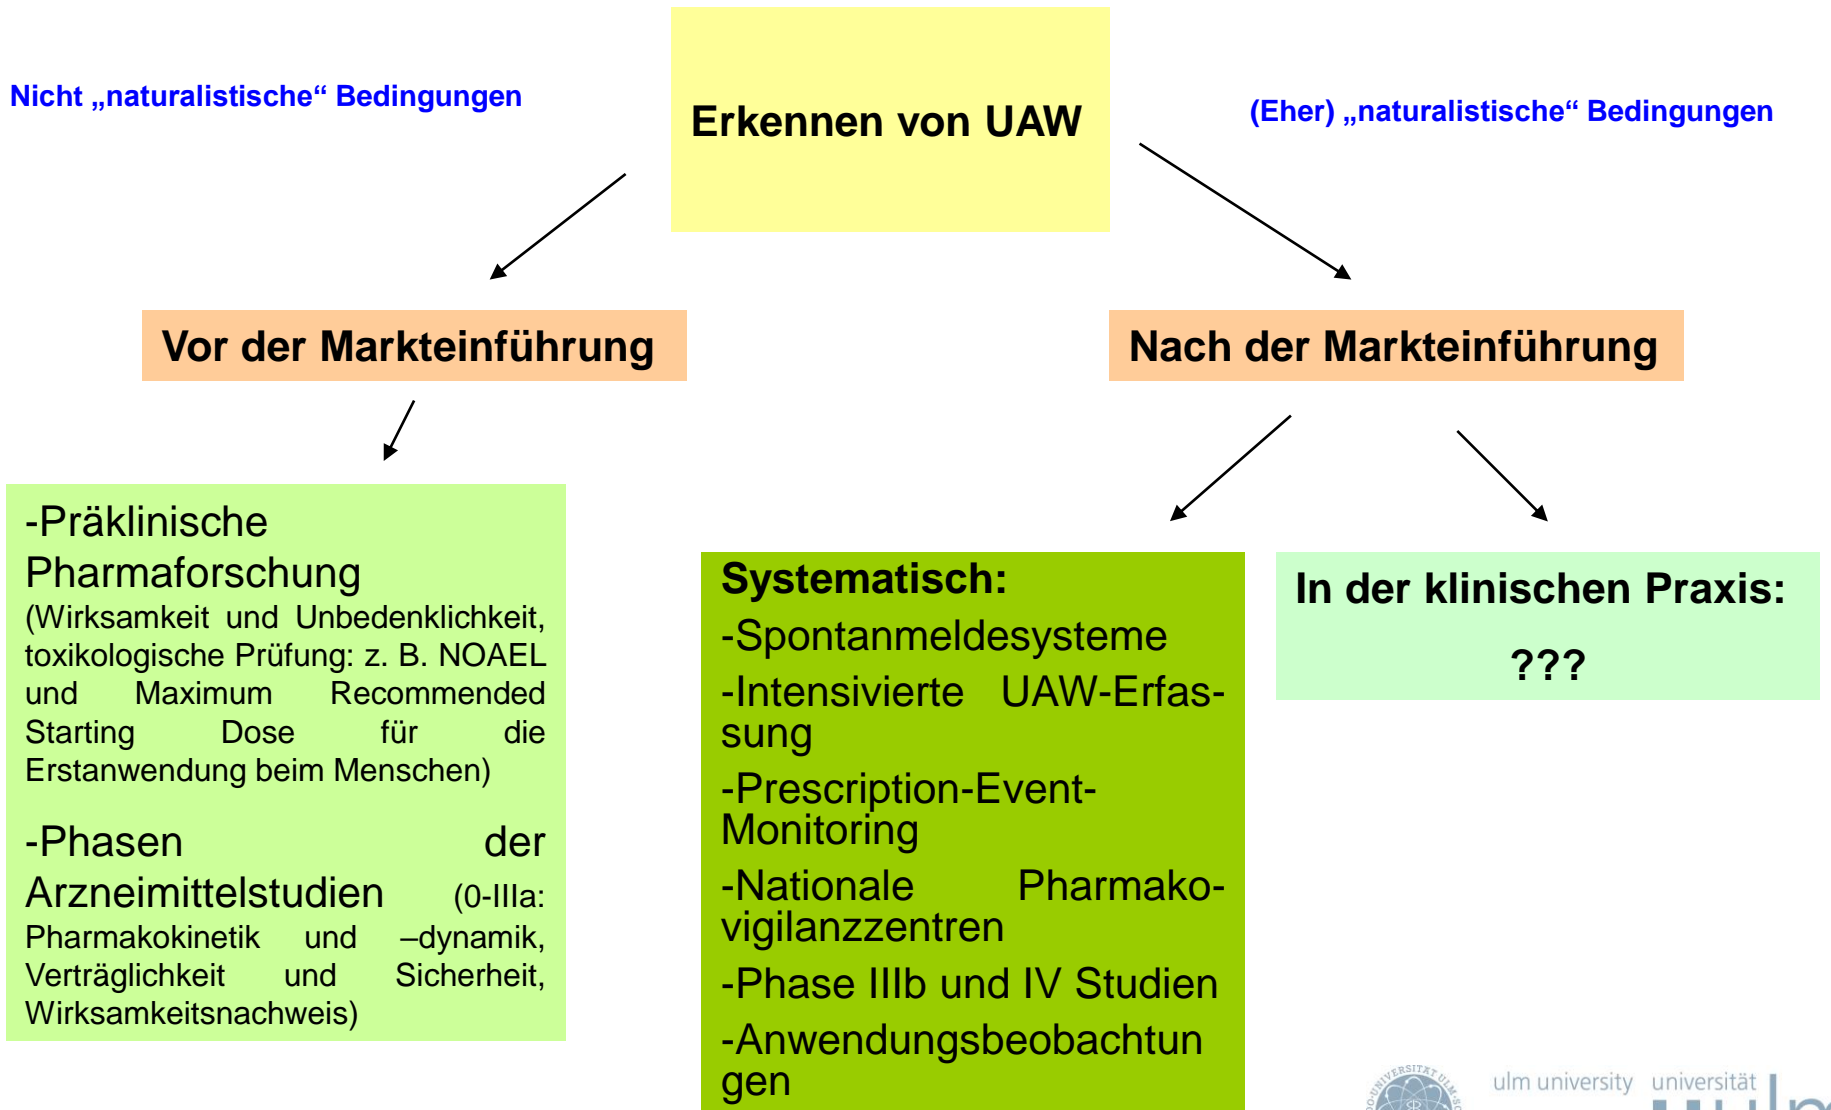 Nicht „naturalistische“ Bedingungen
Erkennen von UAW
(Eher) „naturalistische“ Bedingungen
Vor der Markteinführung
Nach der Markteinführung
-Präklinische
Pharmaforschung
(Wirksamkeit und Unbedenklichkeit,
toxikologische Prüfung: z. B. NOAEL
und Maximum Recommended
Starting Dose für die
Erstanwendung beim Menschen)
-Phasen der
Arzneimittelstudien (0-IIIa:
Pharmakokinetik und –dynamik,
Verträglichkeit und Sicherheit,
Wirksamkeitsnachweis)
Systematisch:
-Spontanmeldesysteme
-Intensivierte UAW-Erfas-
sung
-Prescription-Event-
Monitoring
-Nationale Pharmako-
vigilanzzentren
-Phase IIIb und IV Studien
-Anwendungsbeobachtun
gen
In der klinischen Praxis:
???
ulm university universität